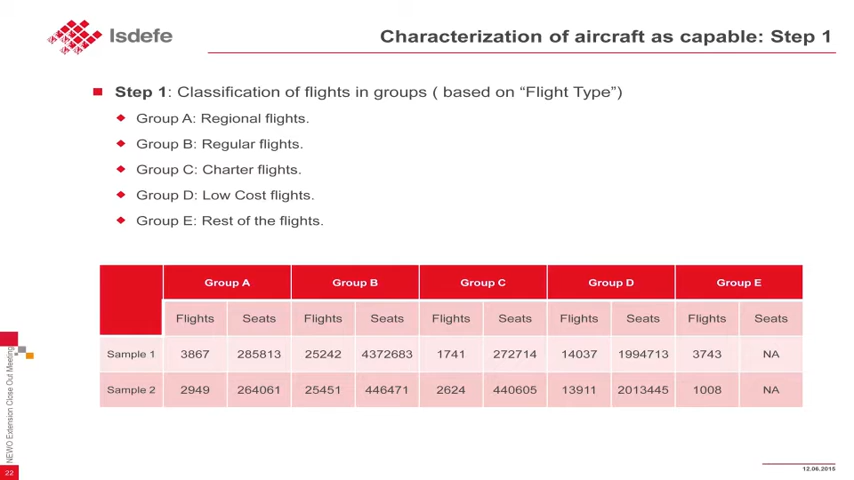 Isdefe
Characterization of aircraft as capable: Step 1
Step 1: Classification of flights in groups ( based on “Flight Type”)
Group A: Regional flights.
Group B: Regular flights.
Group C: Charter flights.
Group D: Low Cost flights.
Group E: Rest of the flights.
Group A Group B Group C Group D Group E
Flights Seats Flights Seats Flights Seats Flights Seats Flights Seats
Sample 1 3867 285813 25242 4372683 1741 272714 14037 1994713 3743 NA
Sample 2 2949 264061 25451 446471 2624 440605 13911 2013445 1008 NA
NEWO Extension Close Out Meeting
22
12.06.2015